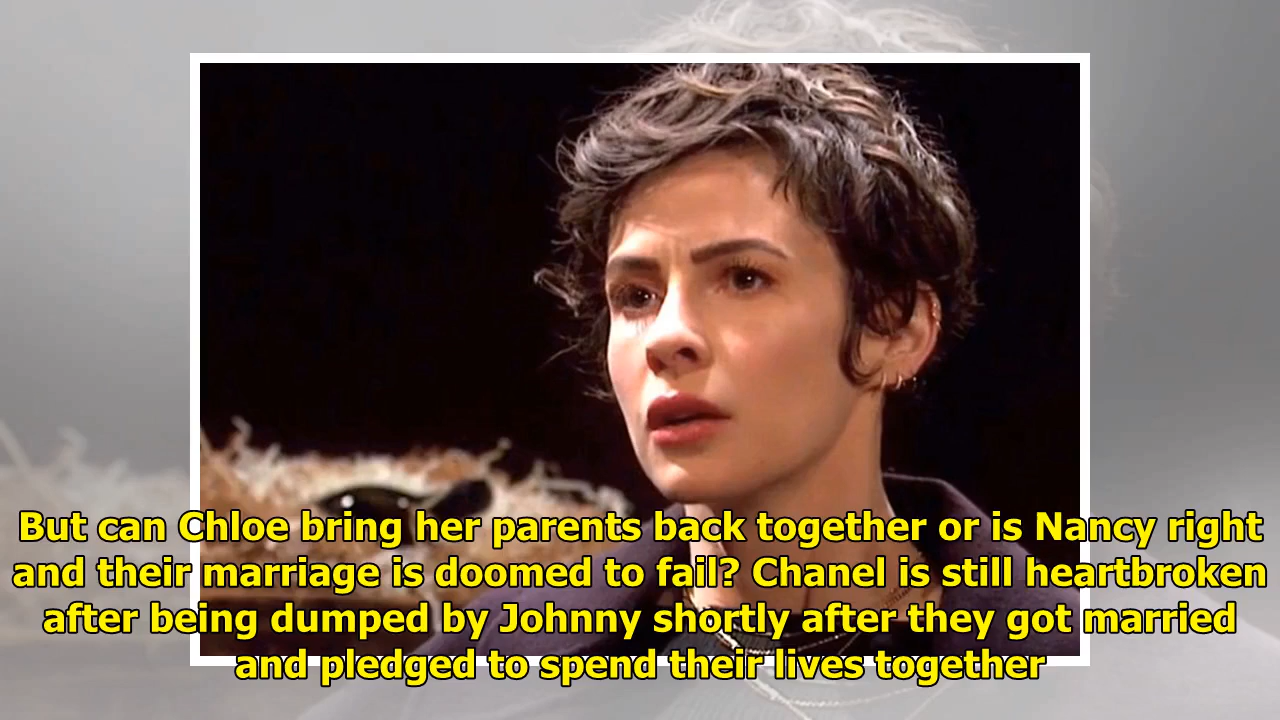 But can Chloe bring her parents back together or is Nancy right
and their marriage is doomed to fail? Chanel is still heartbroken
after being dumped by Johnny shortly after they got married
and pledged to spend their lives together